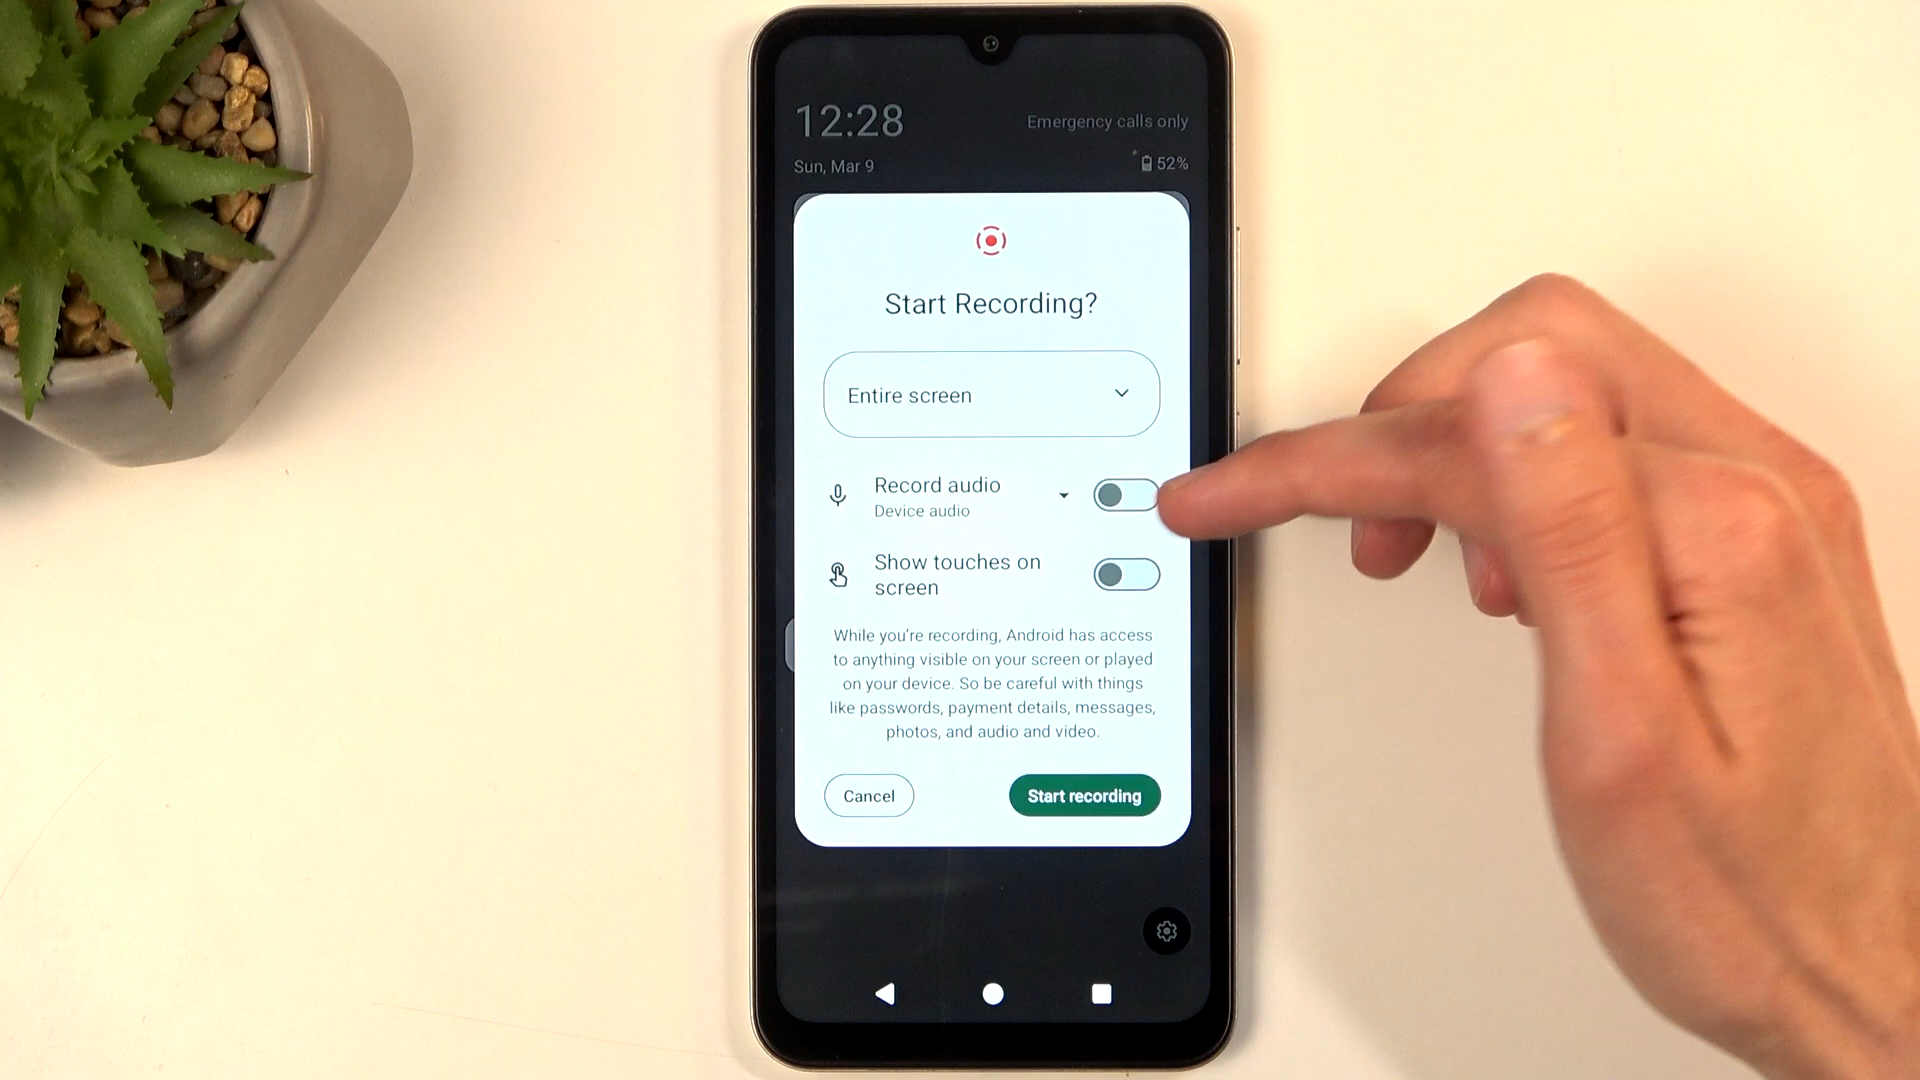 12:28
Emergency calls only
Sun, Mar 9
52%
Start Recording?
Entire screen
Record audio
Device audio
Show touches on
screen
While you’re recording, Android has access
to anything visible on your screen or played
on your device. So be careful with things
like passwords, payment details, messages,
photos, and audio and video.
Cancel
Start recording